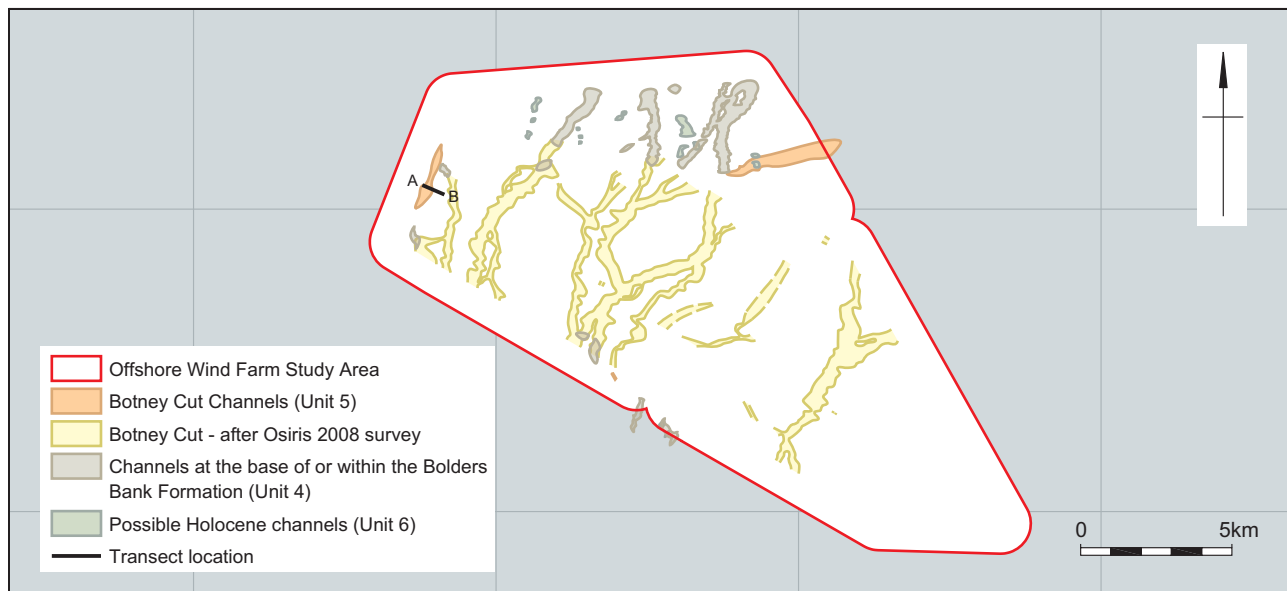 A
B
Offshore Wind Farm Study Area
Botney Cut Channels (Unit 5)
Botney Cut - after Osiris 2008 survey
Channels at the base of or within the Bolders
Bank Formation (Unit 4)
Possible Holocene channels (Unit 6)
Transect location
0 5km